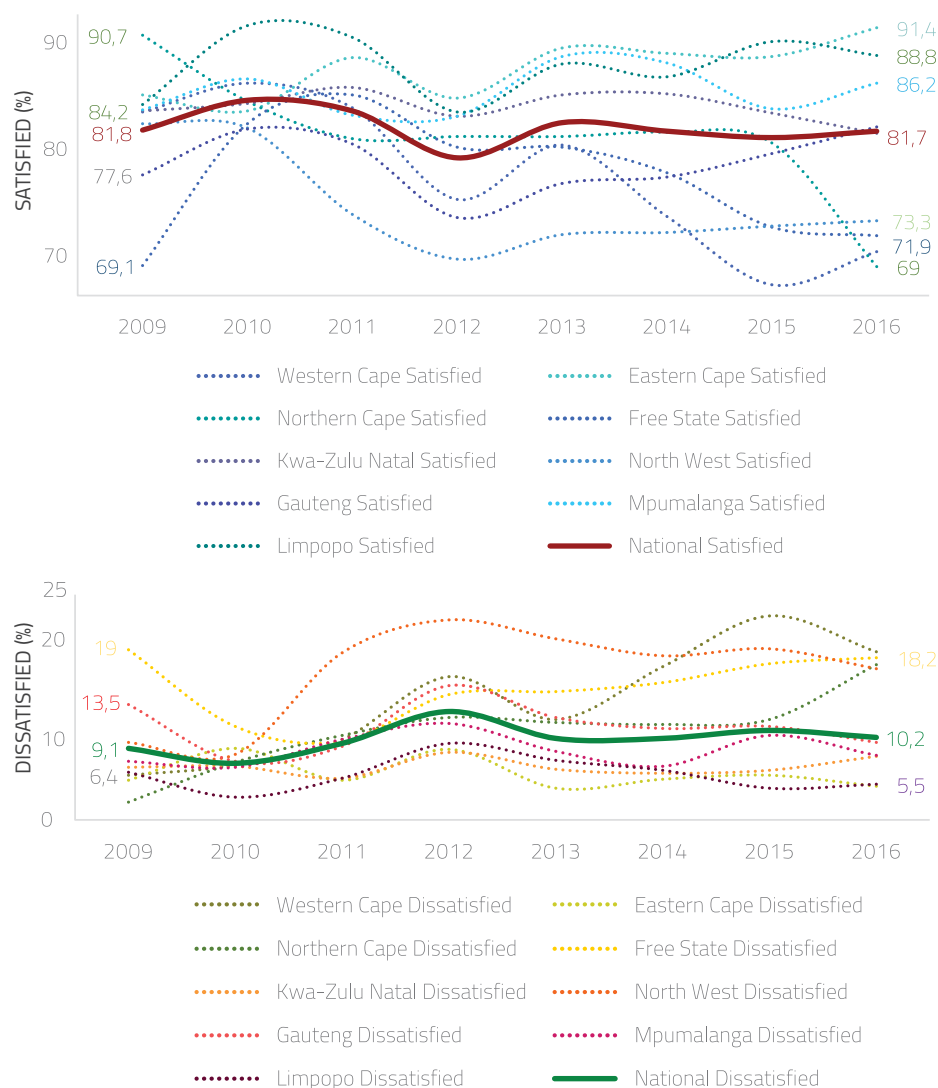 SATISFIED (%)
90
80
70
90,7
84,2
81,8
77,6
69,1
91,4
88,8
86,2
81,7
73,3
71,9
69
2009 2010 2011 2012 2013 2014 2015 2016
Western Cape Satisfied Eastern Cape Satisfied
Northern Cape Satisfied Free State Satisfied
Kwa-Zulu Natal Satisfied North West Satisfied
Gauteng Satisfied Mpumalanga Satisfied
Limpopo Satisfied National Satisfied
DISSATISFIED (%)
25
20
10
0
19
13,5
9,1
6,4
18,2
10,2
5,5
2009 2010 2011 2012 2013 2014 2015 2016
Western Cape Dissatisfied Eastern Cape Dissatisfied
Northern Cape Dissatisfied Free State Dissatisfied
Kwa-Zulu Natal Dissatisfied North West Dissatisfied
Gauteng Dissatisfied Mpumalanga Dissatisfied
Limpopo Dissatisfied National Dissatisfied